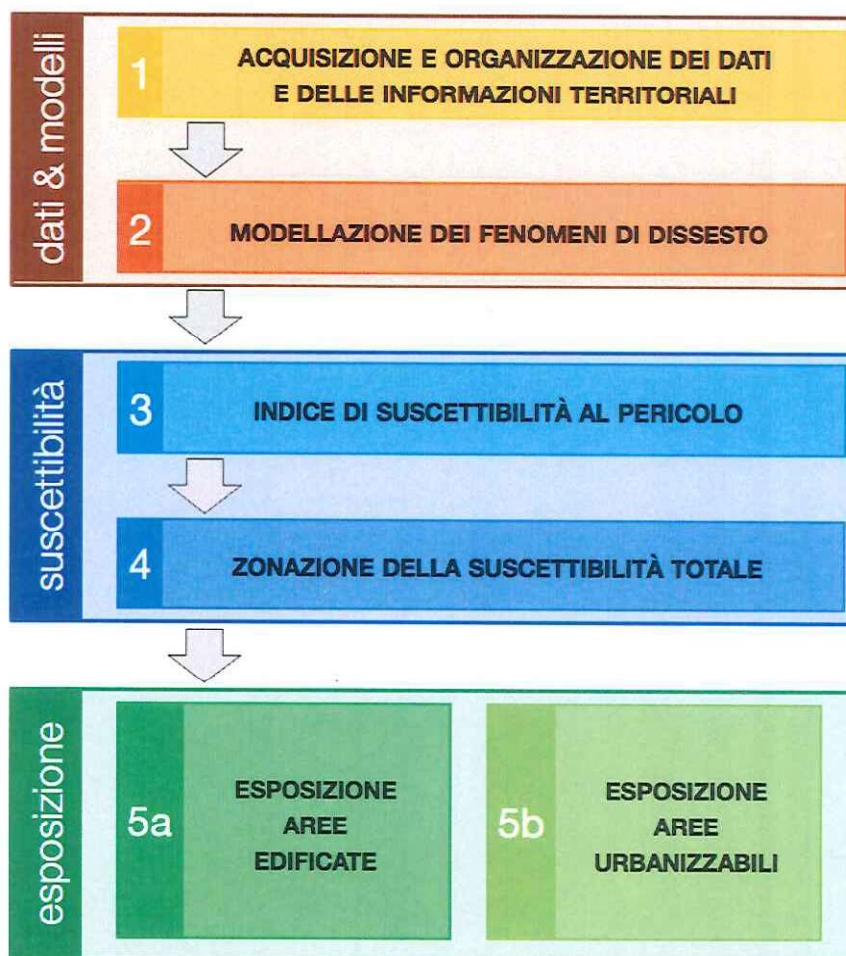 dati & modelli
1
ACQUISIZIONE E ORGANIZZAZIONE DEI DATI
E DELLE INFORMAZIONI TERRITORIALI
2
MODELLAZIONE DEI FENOMENI DI DISSESTO
suscettibilità
3
INDICE DI SUSCETTIBILITÀ AL PERICOLO
4
ZONAZIONE DELLA SUSCETTIBILITÀ TOTALE
esposizione
5a
ESPOSIZIONE
AREE
EDIFICATE
5b
ESPOSIZIONE
AREE
URBANIZZABILI